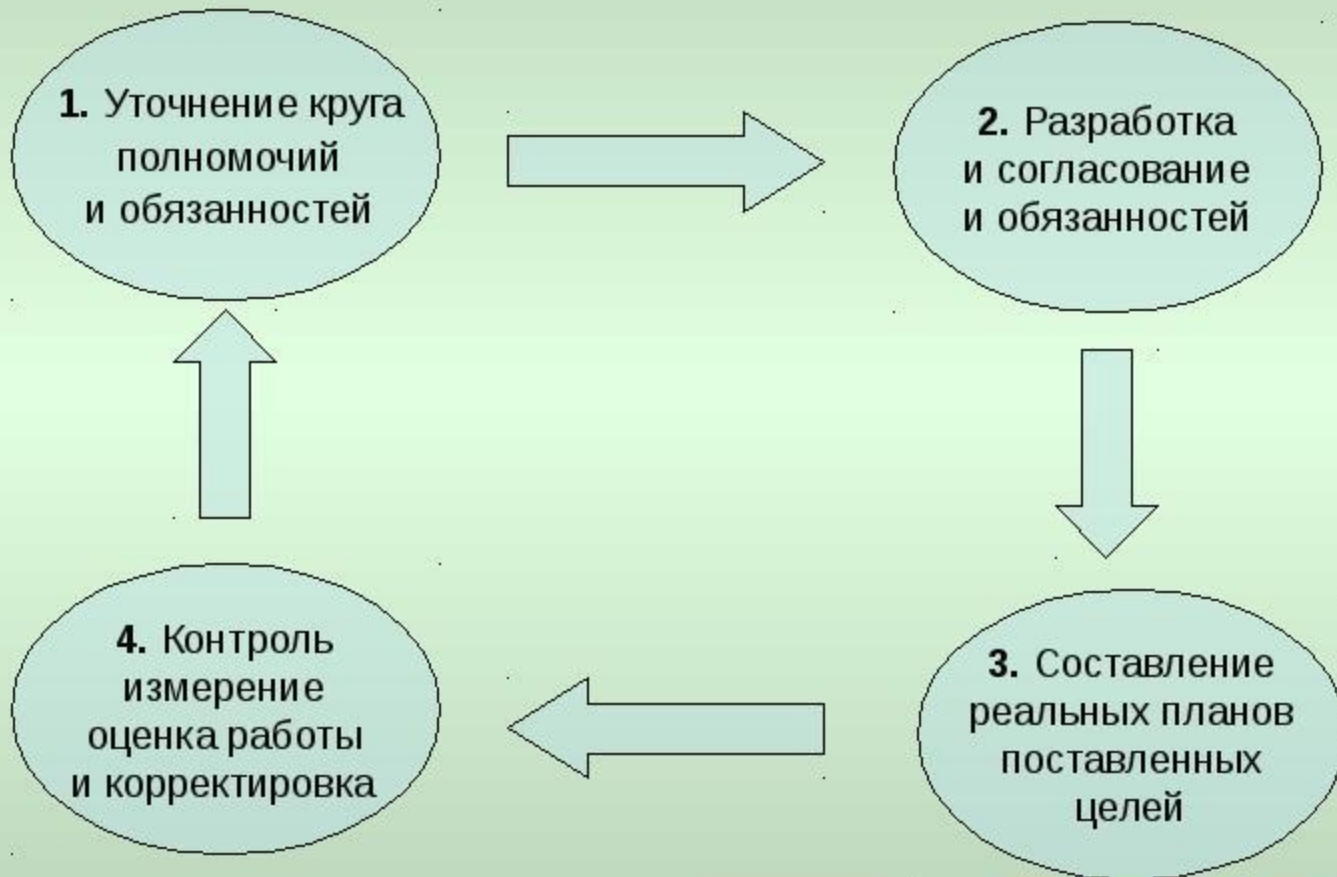 1. Уточнение круга
полномочий
и обязанностей
2. Разработка
и согласование
и обязанностей
3. Составление
реальных планов
поставленных
целей
4. Контроль
измерение
оценка работы
и корректировка